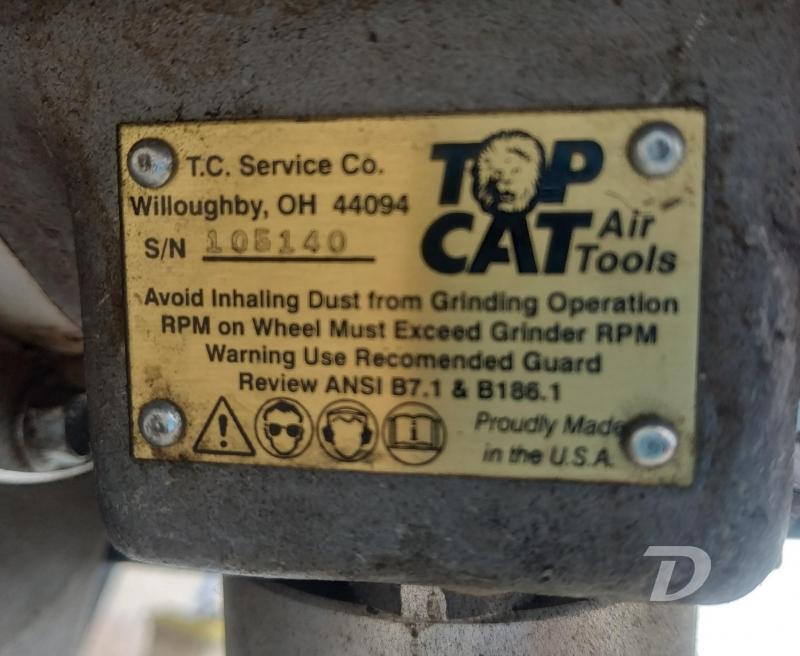 T.C. Service Co.
Willoughby, OH 44094
S/N 105140
TOP
CAT Air
Tools
Avoid Inhaling Dust from Grinding Operation
RPM on Wheel Must Exceed Grinder RPM
Warning Use Recomended Guard
Review ANSI B7.1 & B186.1
Proudly Made
in the U.S.A.
D